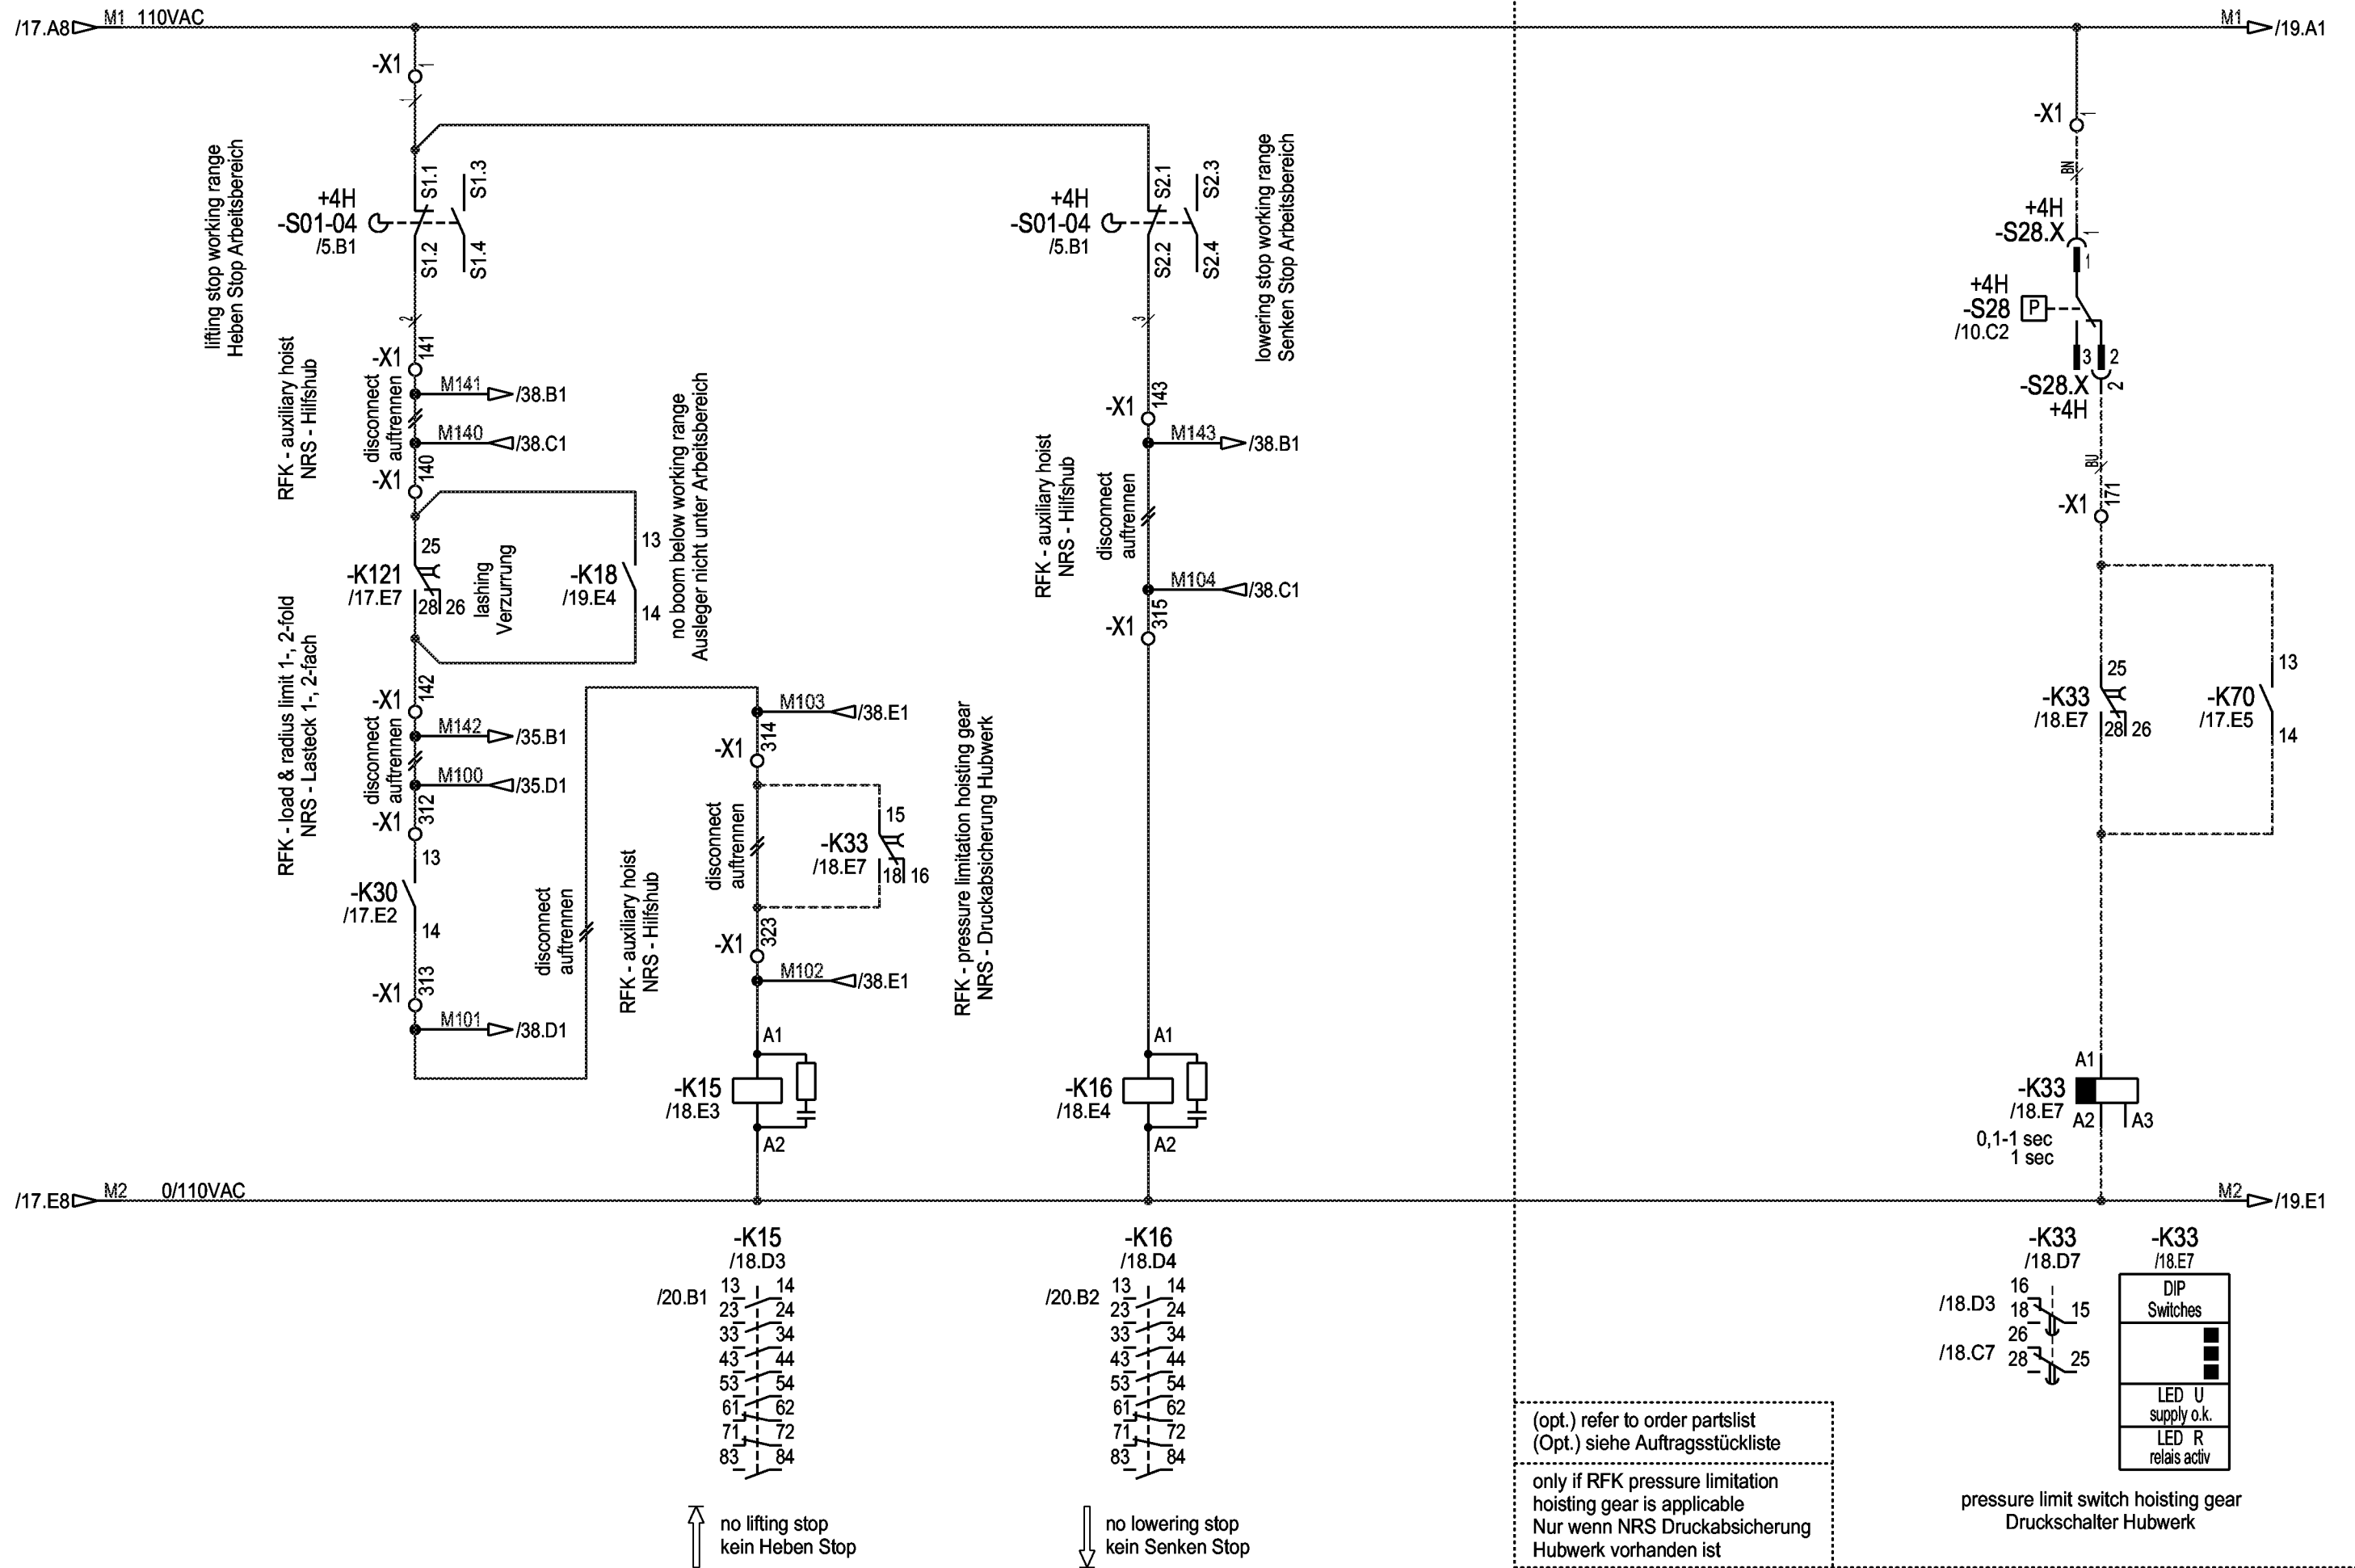 /17.A8
M1 110VAC
M1
/19.A1
-X1
1
lifting stop working range
Heben Stop Arbeitsbereich
+4H
-S01-04
/5.B1
S1.1
S1.3
S1.2
S1.4
2
RFK - auxiliary hoist
NRS - Hilfshub
-X1
141
disconnect
auftrennen
M141
/38.B1
M140
/38.C1
-X1
140
25
-K121
/17.E7
28
26
lashing
Verzurrung
13
-K18
/19.E4
14
no boom below working range
Ausleger nicht unter Arbeitsbereich
RFK - load & radius limit 1-, 2-fold
NRS - Lasteck 1-, 2-fach
-X1
142
disconnect
auftrennen
M142
/35.B1
M100
/35.D1
-X1
312
13
-K30
/17.E2
14
-X1
313
M101
/38.D1
disconnect
auftrennen
RFK - auxiliary hoist
NRS - Hilfshub
M103
/38.E1
-X1
314
disconnect
auftrennen
15
-K33
/18.E7
18
16
-X1
323
M102
/38.E1
RFK - pressure limitation hoisting gear
NRS - Druckabsicherung Hubwerk
A1
-K15
/18.E3
A2
+4H
-S01-04
/5.B1
S2.1
S2.3
S2.2
S2.4
lowering stop working range
Senken Stop Arbeitsbereich
3
-X1
143
M143
/38.B1
RFK - auxiliary hoist
NRS - Hilfshub
disconnect
auftrennen
M104
/38.C1
-X1
315
A1
-K16
/18.E4
A2
-X1
BN
+4H
-S28.X
1
+4H
-S28
P
/10.C2
3
2
-S28.X
2
+4H
BU
-X1
171
25
-K33
/18.E7
28
26
13
-K70
/17.E5
14
A1
-K33
/18.E7
A2
A3
0,1-1 sec
1 sec
/17.E8
M2 0/110VAC
M2
/19.E1
-K15
/18.D3
/20.B1
13 14
23 24
33 34
43 44
53 54
61 62
71 72
83 84
no lifting stop
kein Heben Stop
-K16
/18.D4
/20.B2
13 14
23 24
33 34
43 44
53 54
61 62
71 72
83 84
no lowering stop
kein Senken Stop
(opt.) refer to order partslist
(Opt.) siehe Auftragsstückliste
only if RFK pressure limitation
hoisting gear is applicable
Nur wenn NRS Druckabsicherung
Hubwerk vorhanden ist
-K33
/18.D7
16
/18.D3 18 15
26
/18.C7 28 25
-K33
/18.E7
DIP
Switches
LED U
supply o.k.
LED R
relais activ
pressure limit switch hoisting gear
Druckschalter Hubwerk